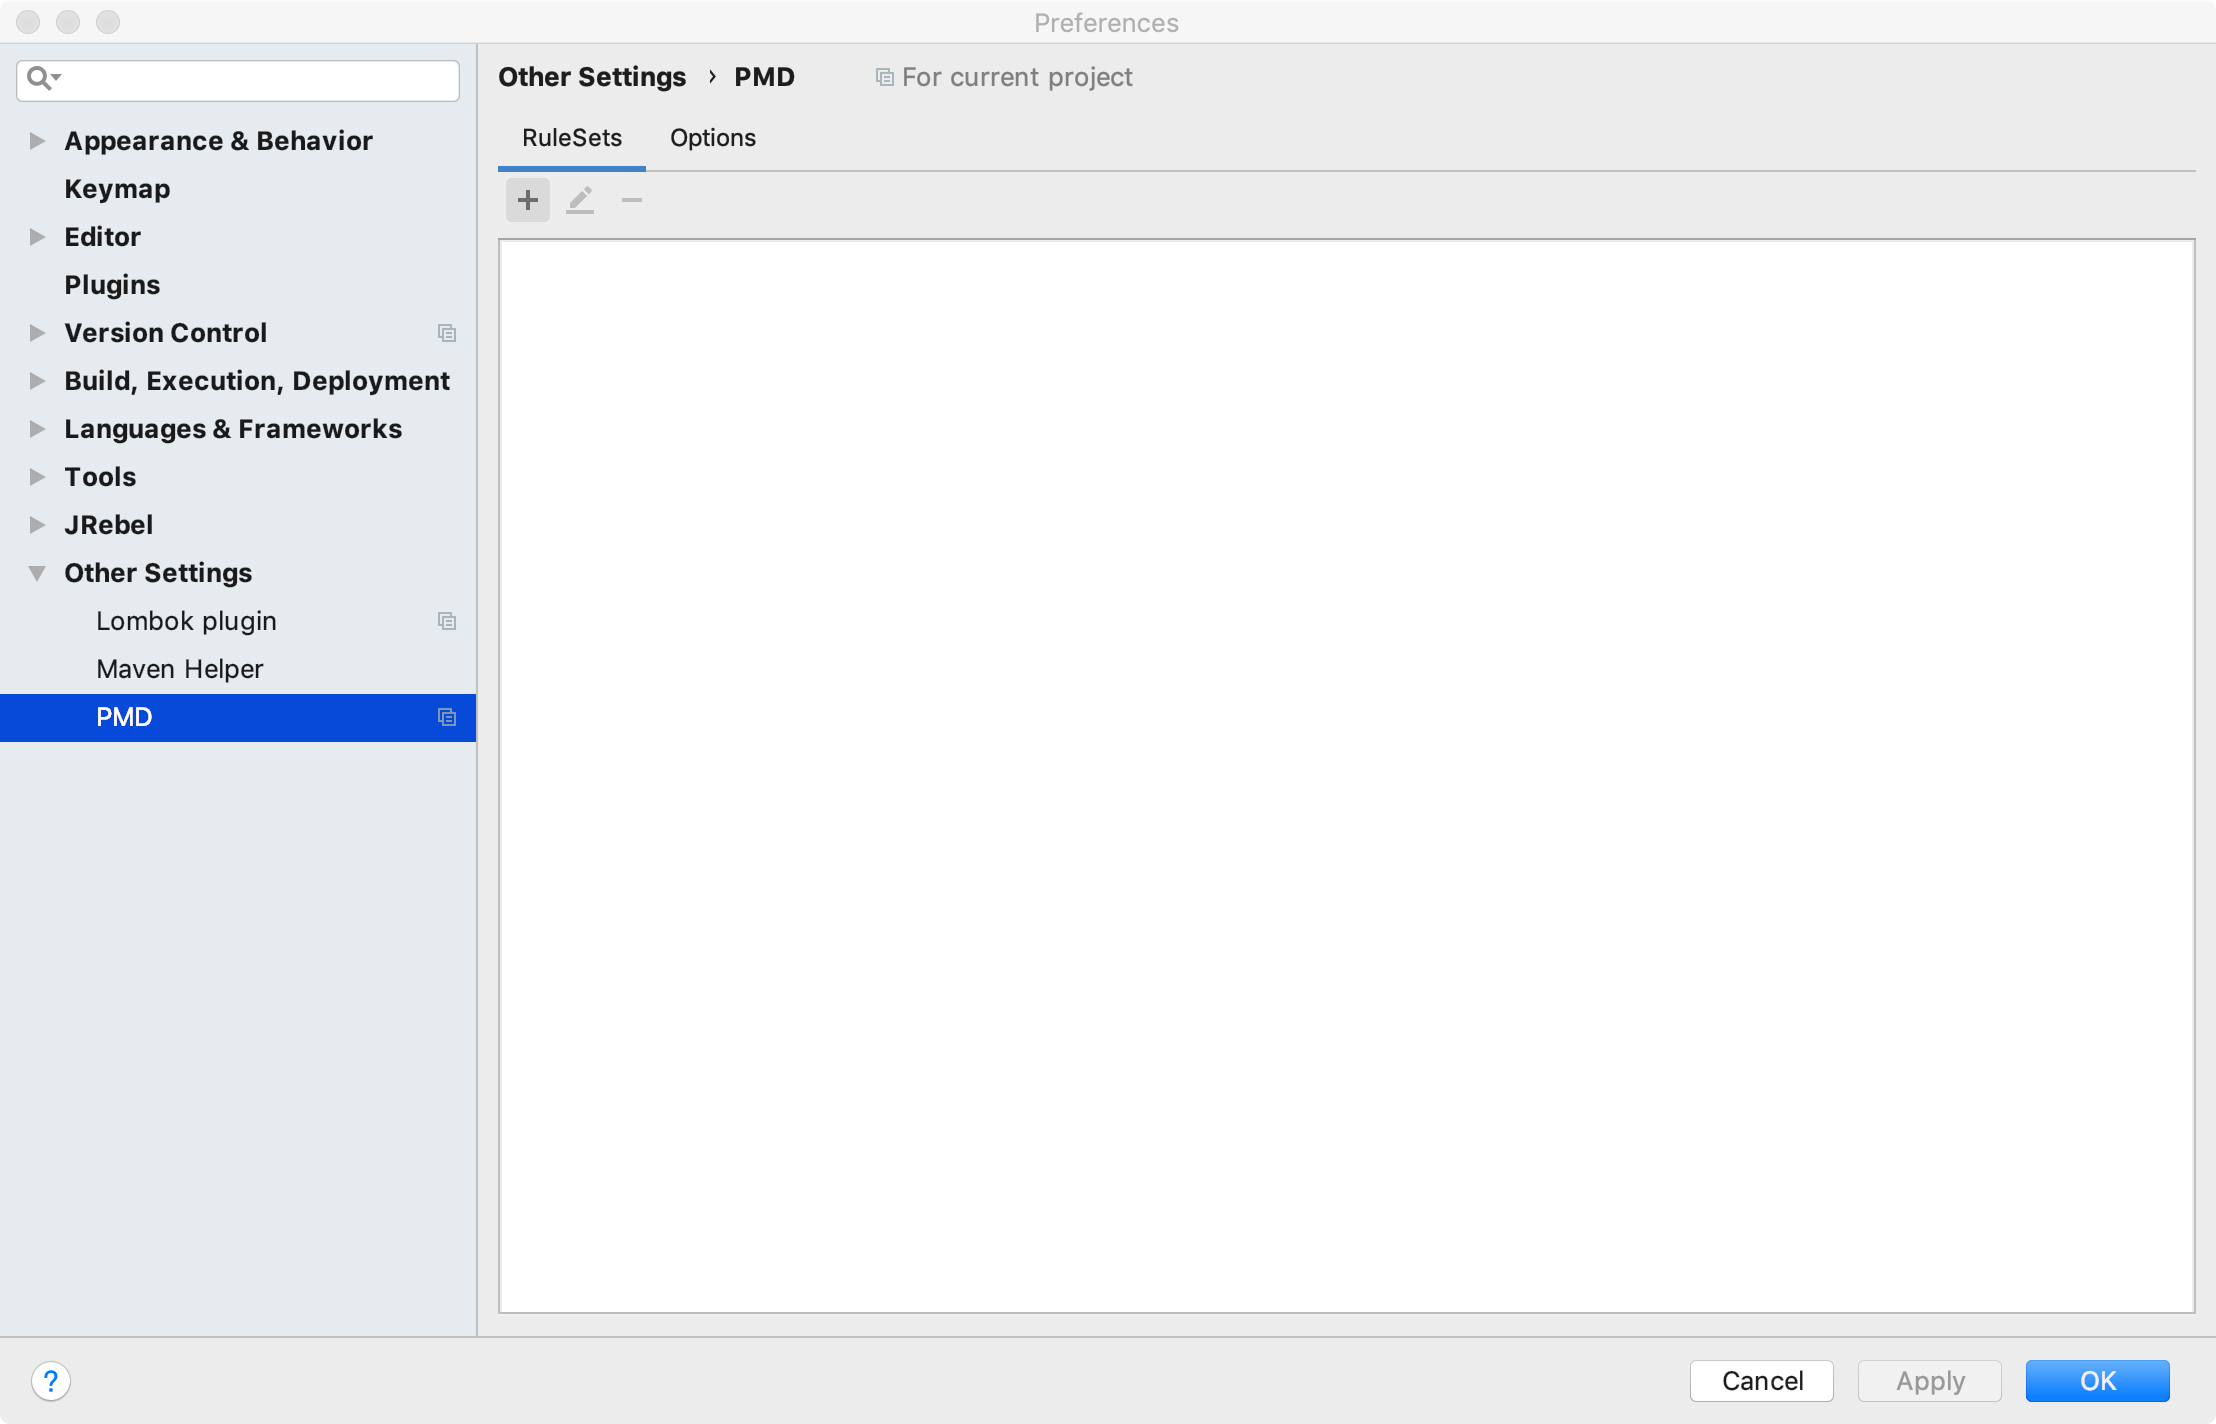 Preferences
Other Settings › PMD For current project
RuleSets Options
Appearance & Behavior
Keymap
Editor
Plugins
Version Control
Build, Execution, Deployment
Languages & Frameworks
Tools
JRebel
Other Settings
Lombok plugin
Maven Helper
PMD
? Cancel Apply OK